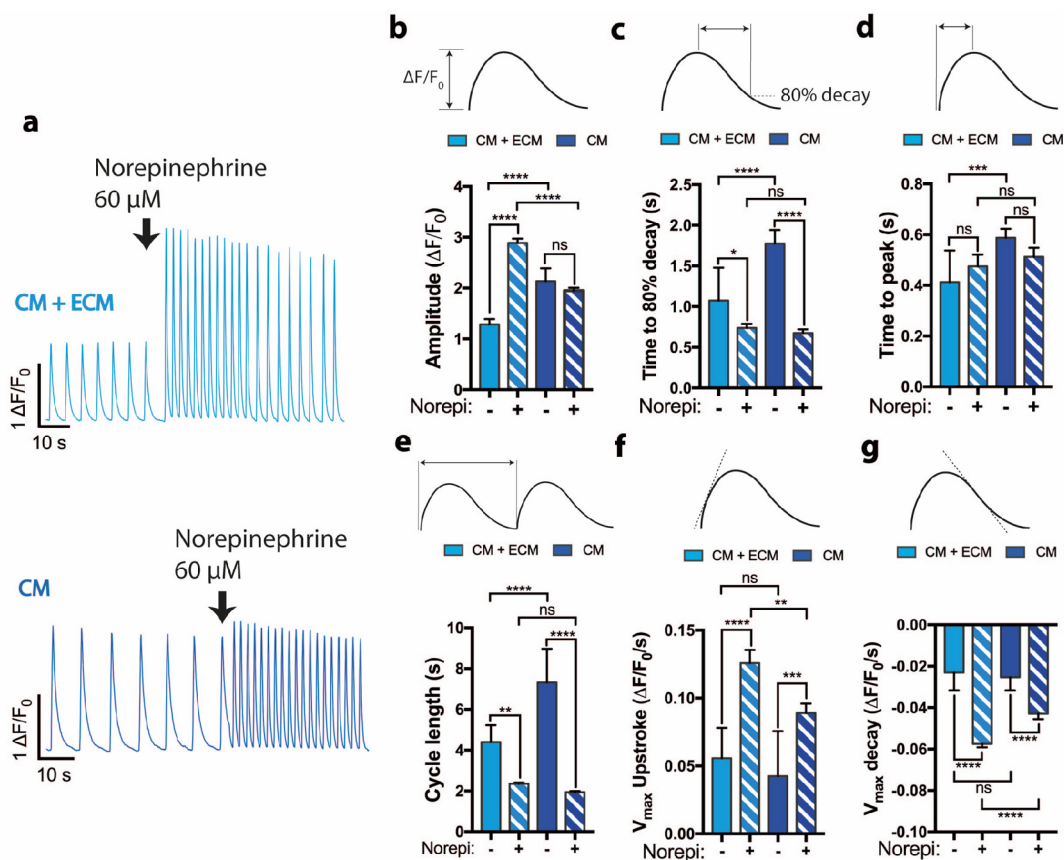 a
Norepinephrine
60 µM
CM + ECM
1 ΔF/F0
10 s
Norepinephrine
60 µM
CM
1 ΔF/F0
10 s
b
ΔF/F0
CM + ECM CM
Amplitude (ΔF/F0)
4
3
2
1
0
****
****
****
ns
Norepi: - + - +
c
80% decay
CM + ECM CM
Time to 80% decay (s)
2.5
2.0
1.5
1.0
0.5
0.0
****
ns
*
****
- + - +
d
CM + ECM CM
Time to peak (s)
0.8
0.6
0.4
0.2
0.0
***
ns
ns
ns
Norepi: - + - +
e
CM + ECM CM
Cycle length (s)
10
8
6
4
2
0
****
ns
**
****
Norepi: - + - +
f
CM + ECM CM
Vmax Upstroke (ΔF/F0/s)
0.15
0.10
0.05
0.00
ns
**
****
***
Norepi: - + - +
g
CM + ECM CM
Vmax decay (ΔF/F0/s)
0.00
-0.02
-0.04
-0.06
-0.08
-0.10
****
****
ns
****
Norepi: - + - +